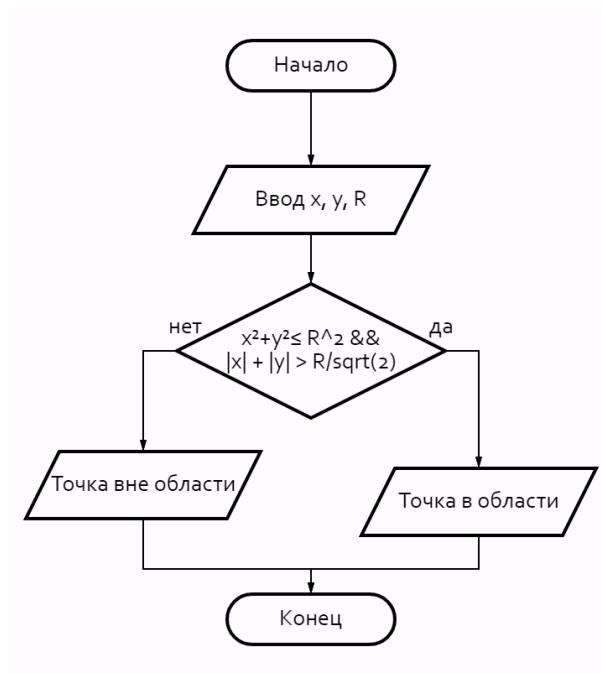 Начало
Ввод x, y, R
нет
да
x²+y²≤ R^2 &&
|x| + |y| > R/sqrt(2)
Точка вне области
Точка в области
Конец